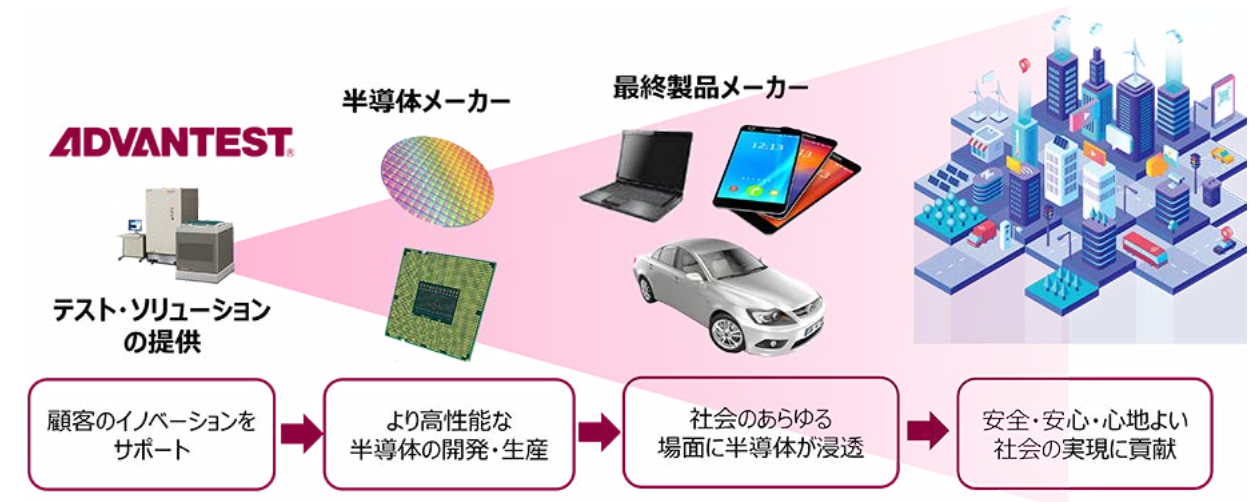 ADVANTEST®
テスト・ソリューション
の提供
半導体メーカー
最終製品メーカー
12:13
顧客のイノベーションを
サポート
より高性能な
半導体の開発・生産
社会のあらゆる
場面に半導体が浸透
安全・安心・心地よい
社会の実現に貢献